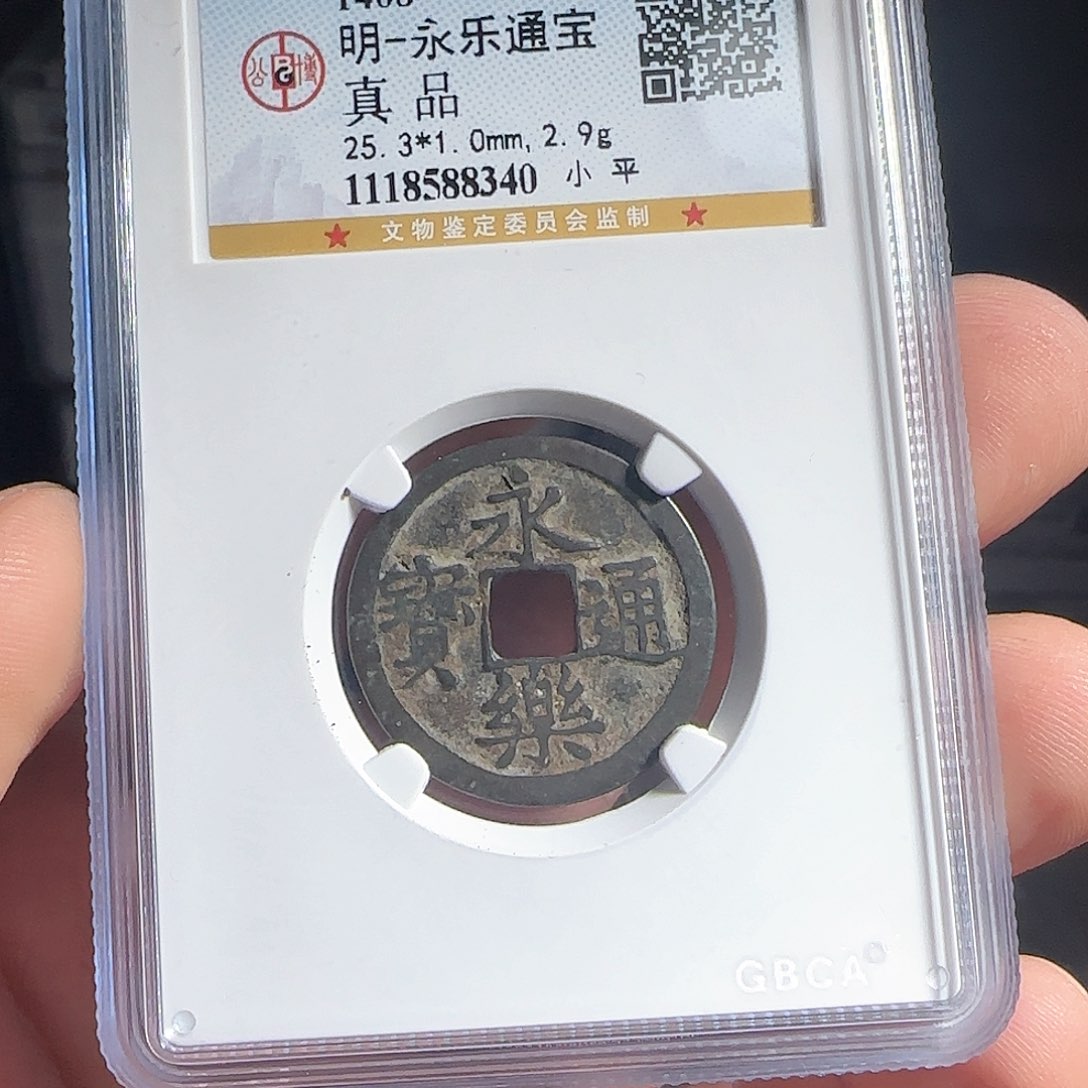 1408
明-永乐通宝
真 品
25.3*1.0mm, 2.9g
1118588340 小 平
★ 文物鉴定委员会监制 ★
永
寶 通
樂
GBCA